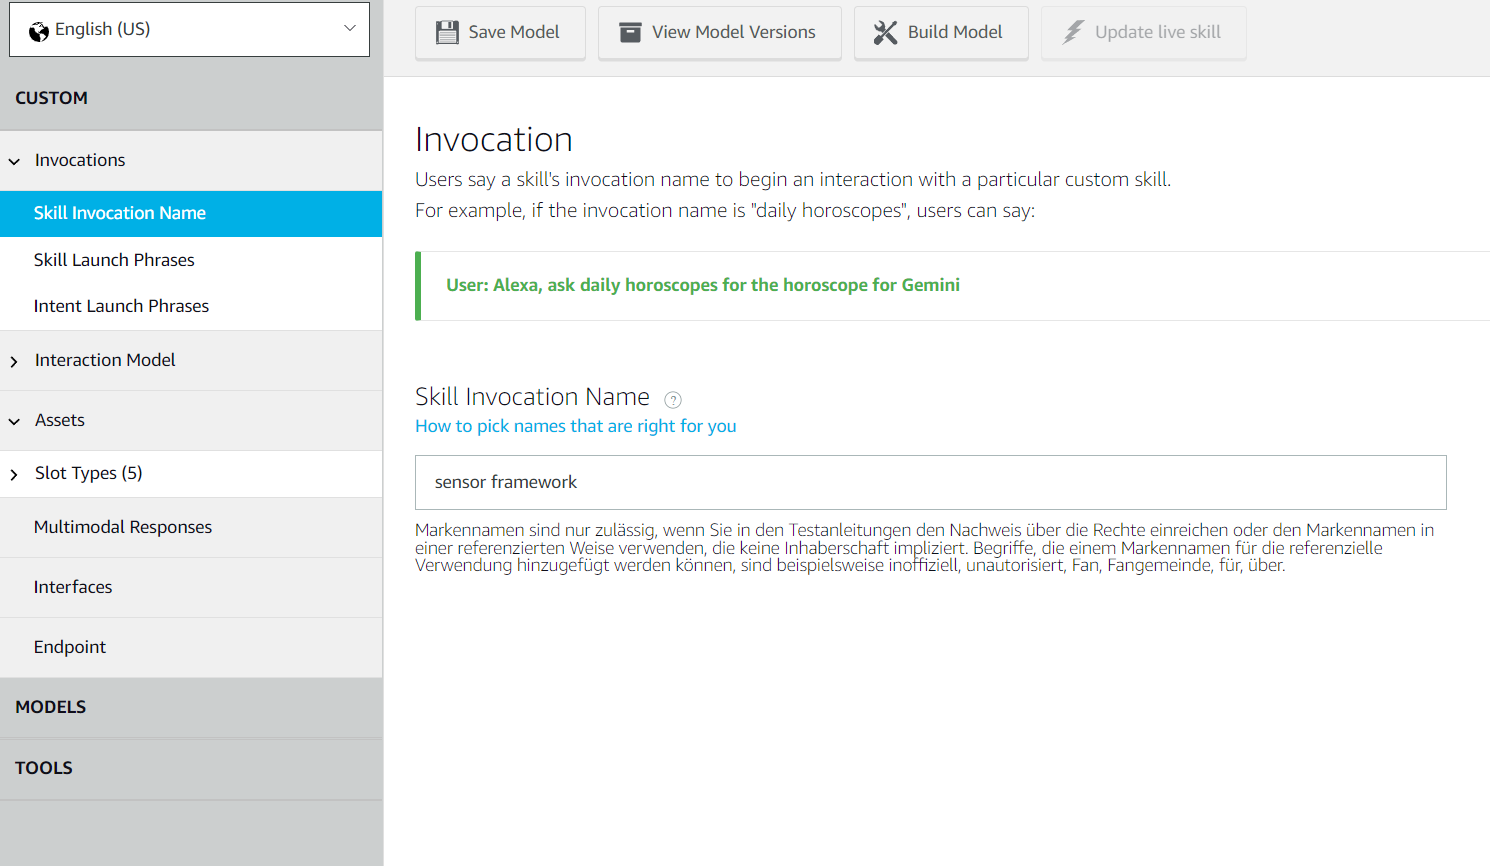 English (US)
Save Model
View Model Versions
Build Model
Update live skill
CUSTOM
Invocations
Skill Invocation Name
Skill Launch Phrases
Intent Launch Phrases
Interaction Model
Assets
Slot Types (5)
Multimodal Responses
Interfaces
Endpoint
MODELS
TOOLS
Invocation
Users say a skill's invocation name to begin an interaction with a particular custom skill.
For example, if the invocation name is "daily horoscopes", users can say:
User: Alexa, ask daily horoscopes for the horoscope for Gemini
Skill Invocation Name ?
How to pick names that are right for you
sensor framework
Markennamen sind nur zulässig, wenn Sie in den Testanleitungen den Nachweis über die Rechte einreichen oder den Markennamen in
einer referenzierten Weise verwenden, die keine Inhaberschaft impliziert. Begriffe, die einem Markennamen für die referenzielle
Verwendung hinzugefügt werden können, sind beispielsweise inoffiziell, unautorisiert, Fan, Fangemeinde, für, über.